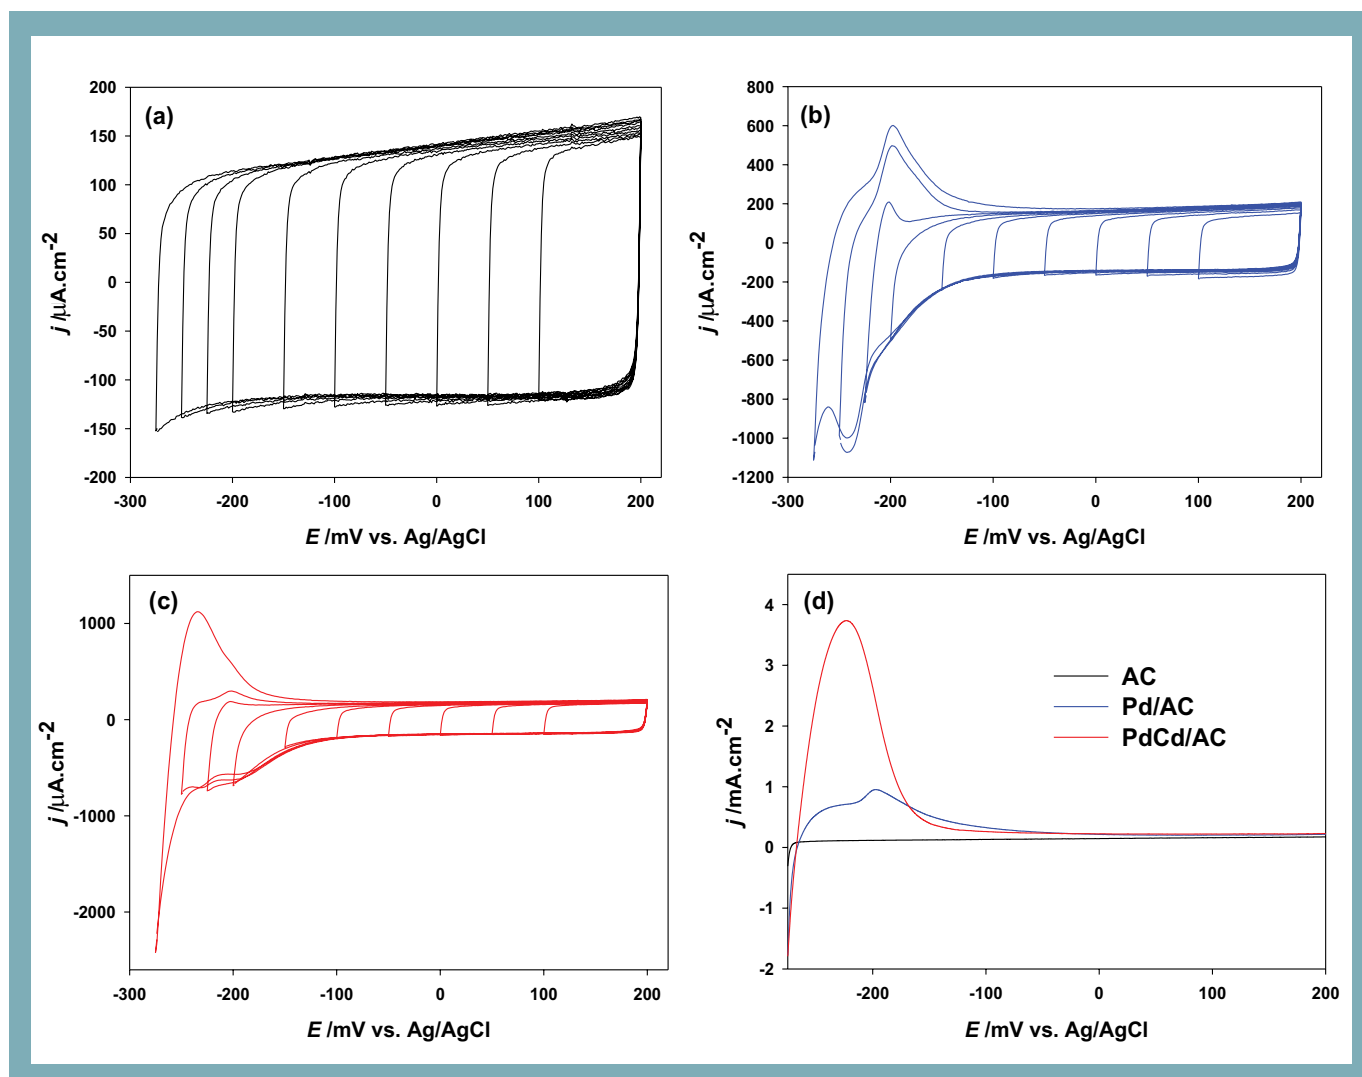 (a)
200
150
100
50
0
-50
-100
-150
-200
j /µA.cm-2
-300 -200 -100 0 100 200
E /mV vs. Ag/AgCl
(b)
800
600
400
200
0
-200
-400
-600
-800
-1000
-1200
j /µA.cm-2
-300 -200 -100 0 100 200
E /mV vs. Ag/AgCl
(c)
1000
0
-1000
-2000
j /µA.cm-2
-300 -200 -100 0 100 200
E /mV vs. Ag/AgCl
(d)
4
3
2
1
0
-1
-2
j /mA.cm-2
AC
Pd/AC
PdCd/AC
-200 -100 0 100 200
E /mV vs. Ag/AgCl